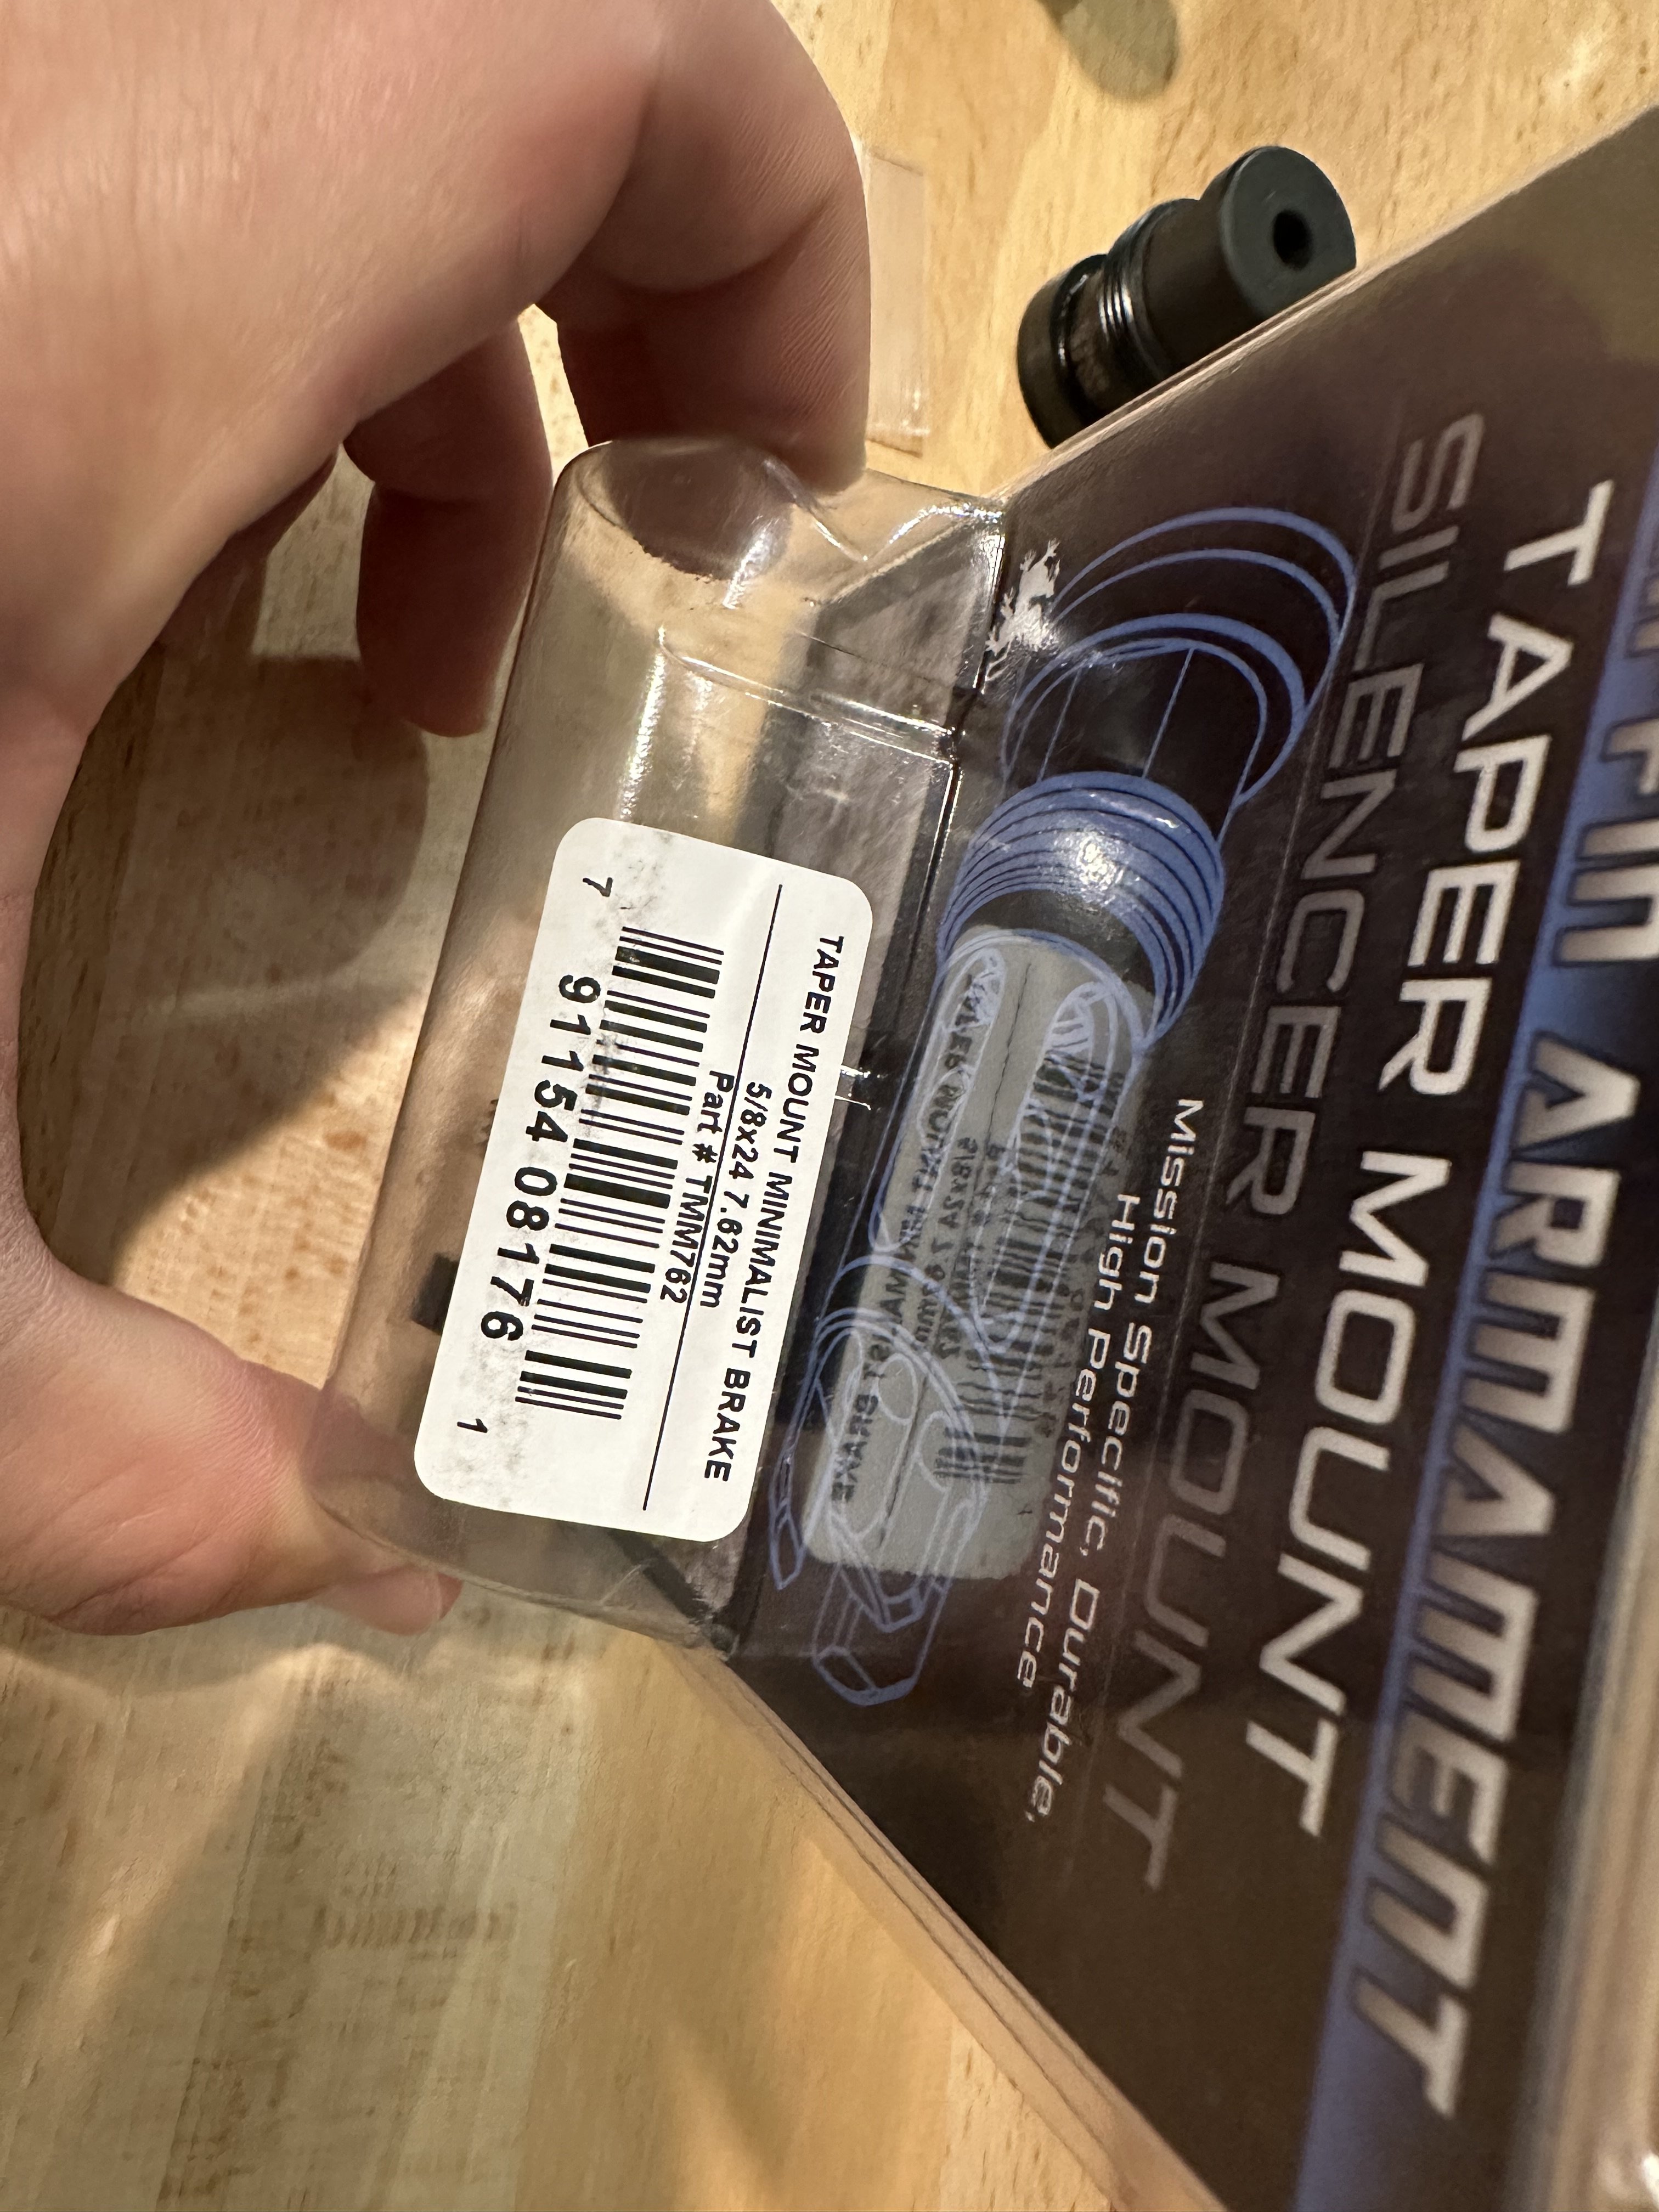 FIN ARMAMENT
TAPER MOUNT
SILENCER MOUNT
Mission Specific, Durable,
High Performance
TAPER MOUNT MINIMALIST BRAKE
5/8x24 7.62mm
Part # TMM762
7 91154 08176 1